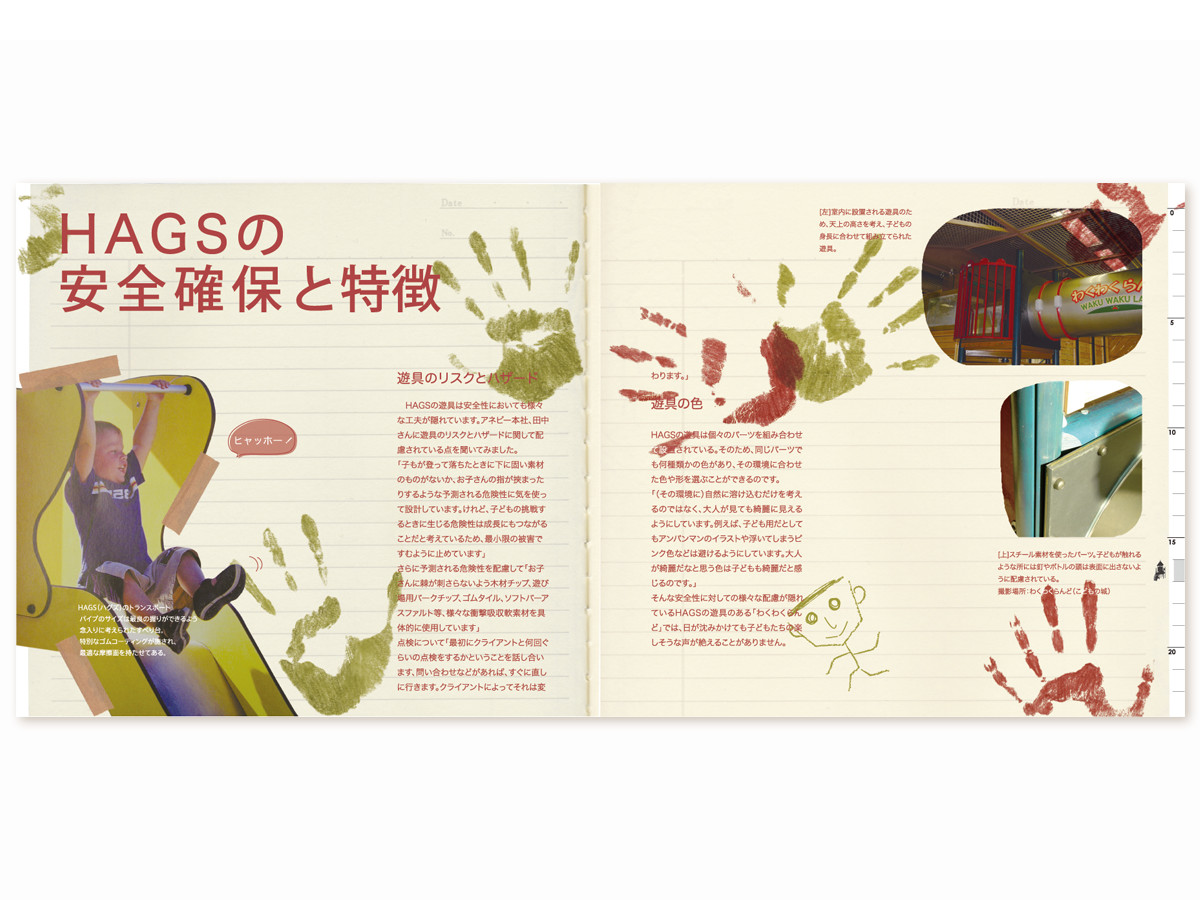 HAGSの
安全確保と特徴
Date
No.
ヒャッホー！
HAGS（ハグス）のトランスポート
パイプのサイズは最良の握りができるよう
念入りに考えられたすべり台。
特別なゴムコーティングが施され、
最適な摩擦面を持たせてある。
遊具のリスクとハザード
HAGSの遊具は安全性においても様々
な工夫が隠れています。アネビー本社、田中
さんに遊具のリスクとハザードに関して配
慮されている点を聞いてみました。
「子もが登って落ちたときに下に固い素材
のものがないか、お子さんの指が挟まった
りするような予測される危険性に気を使っ
て設計しています。けれど、子どもの挑戦す
るときに生じる危険性は成長にもつながる
ことだと考えているため、最小限の被害で
すむように止めています」
さらに予測される危険性を配慮して「お子
さんに棘が刺さらないよう木材チップ、遊び
場用バークチップ、ゴムタイル、ソフトバーア
スファルト等、様々な衝撃吸収軟素材を具
体的に使用しています」
点検について「最初にクライアントと何回ぐ
らいの点検をするかということを話し合い
ます、問い合わせなどがあれば、すぐに直し
に行きます。クライアントによってそれは変
わります。」
遊具の色
HAGSの遊具は個々のパーツを組み合わせ
て設置されている。そのため、同じパーツで
も何種類かの色があり、その環境に合わせ
た色や形を選ぶことができるのです。
「（その環境に）自然に溶け込むだけを考え
るのではなく、大人が見ても綺麗に見える
ようにしています。例えば、子ども用だとして
もアンパンマンのイラストや浮いてしまうピ
ンク色などは避けるようにしています。大人
が綺麗だなと思う色は子どもも綺麗だと感
じるのです。」
そんな安全性に対しての様々な配慮が隠れ
ているHAGSの遊具のある「わくわくらん
ど」では、日が沈みかけても子どもたちの楽
しそうな声が絶えることがありません。
[左]室内に設置される遊具のた
め、天上の高さを考え、子どもの
身長に合わせて組み立てられた
遊具。
Date
わくわくらん
WAKU WAKU LA
[上]スチール素材を使ったパーツ。子どもが触れる
ような所には釘やボトルの頭は表面に出さないよ
うに配慮されている。
撮影場所：わくわくらんど（こどもの城）
0
5
10
15
20